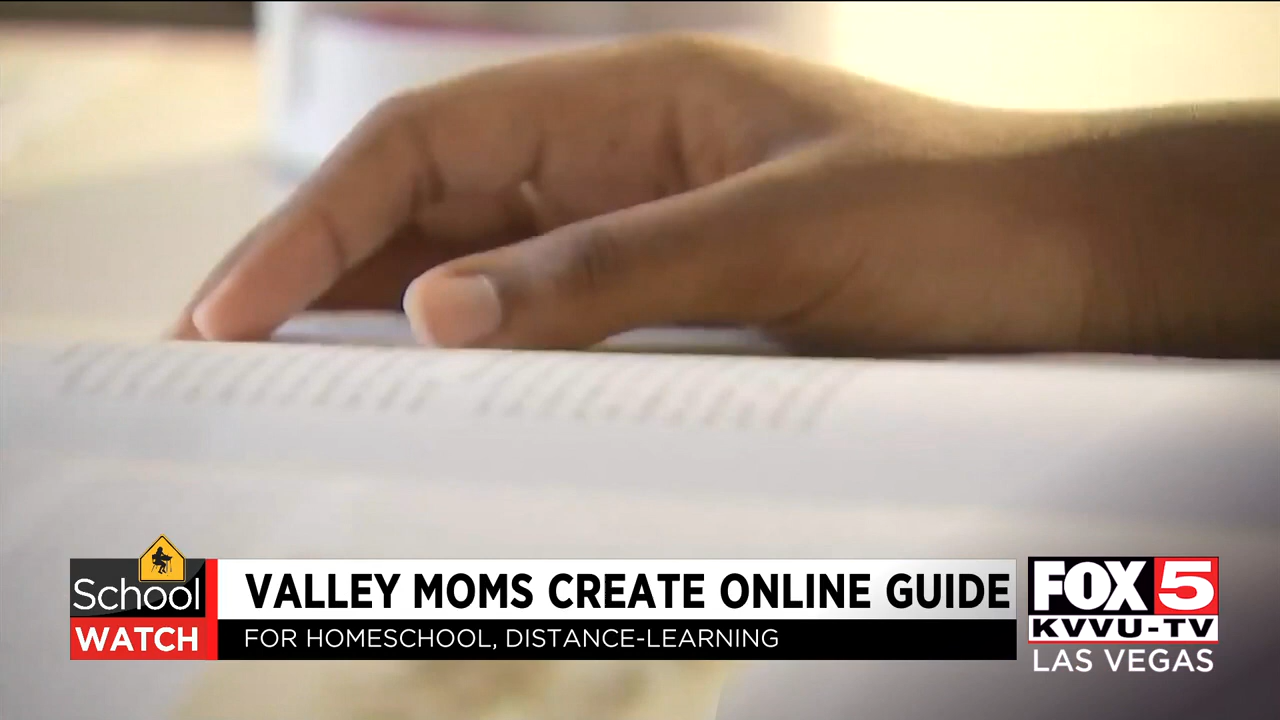 School
WATCH
VALLEY MOMS CREATE ONLINE GUIDE
FOR HOMESCHOOL, DISTANCE-LEARNING
FOX 5
KVVU-TV
LAS VEGAS